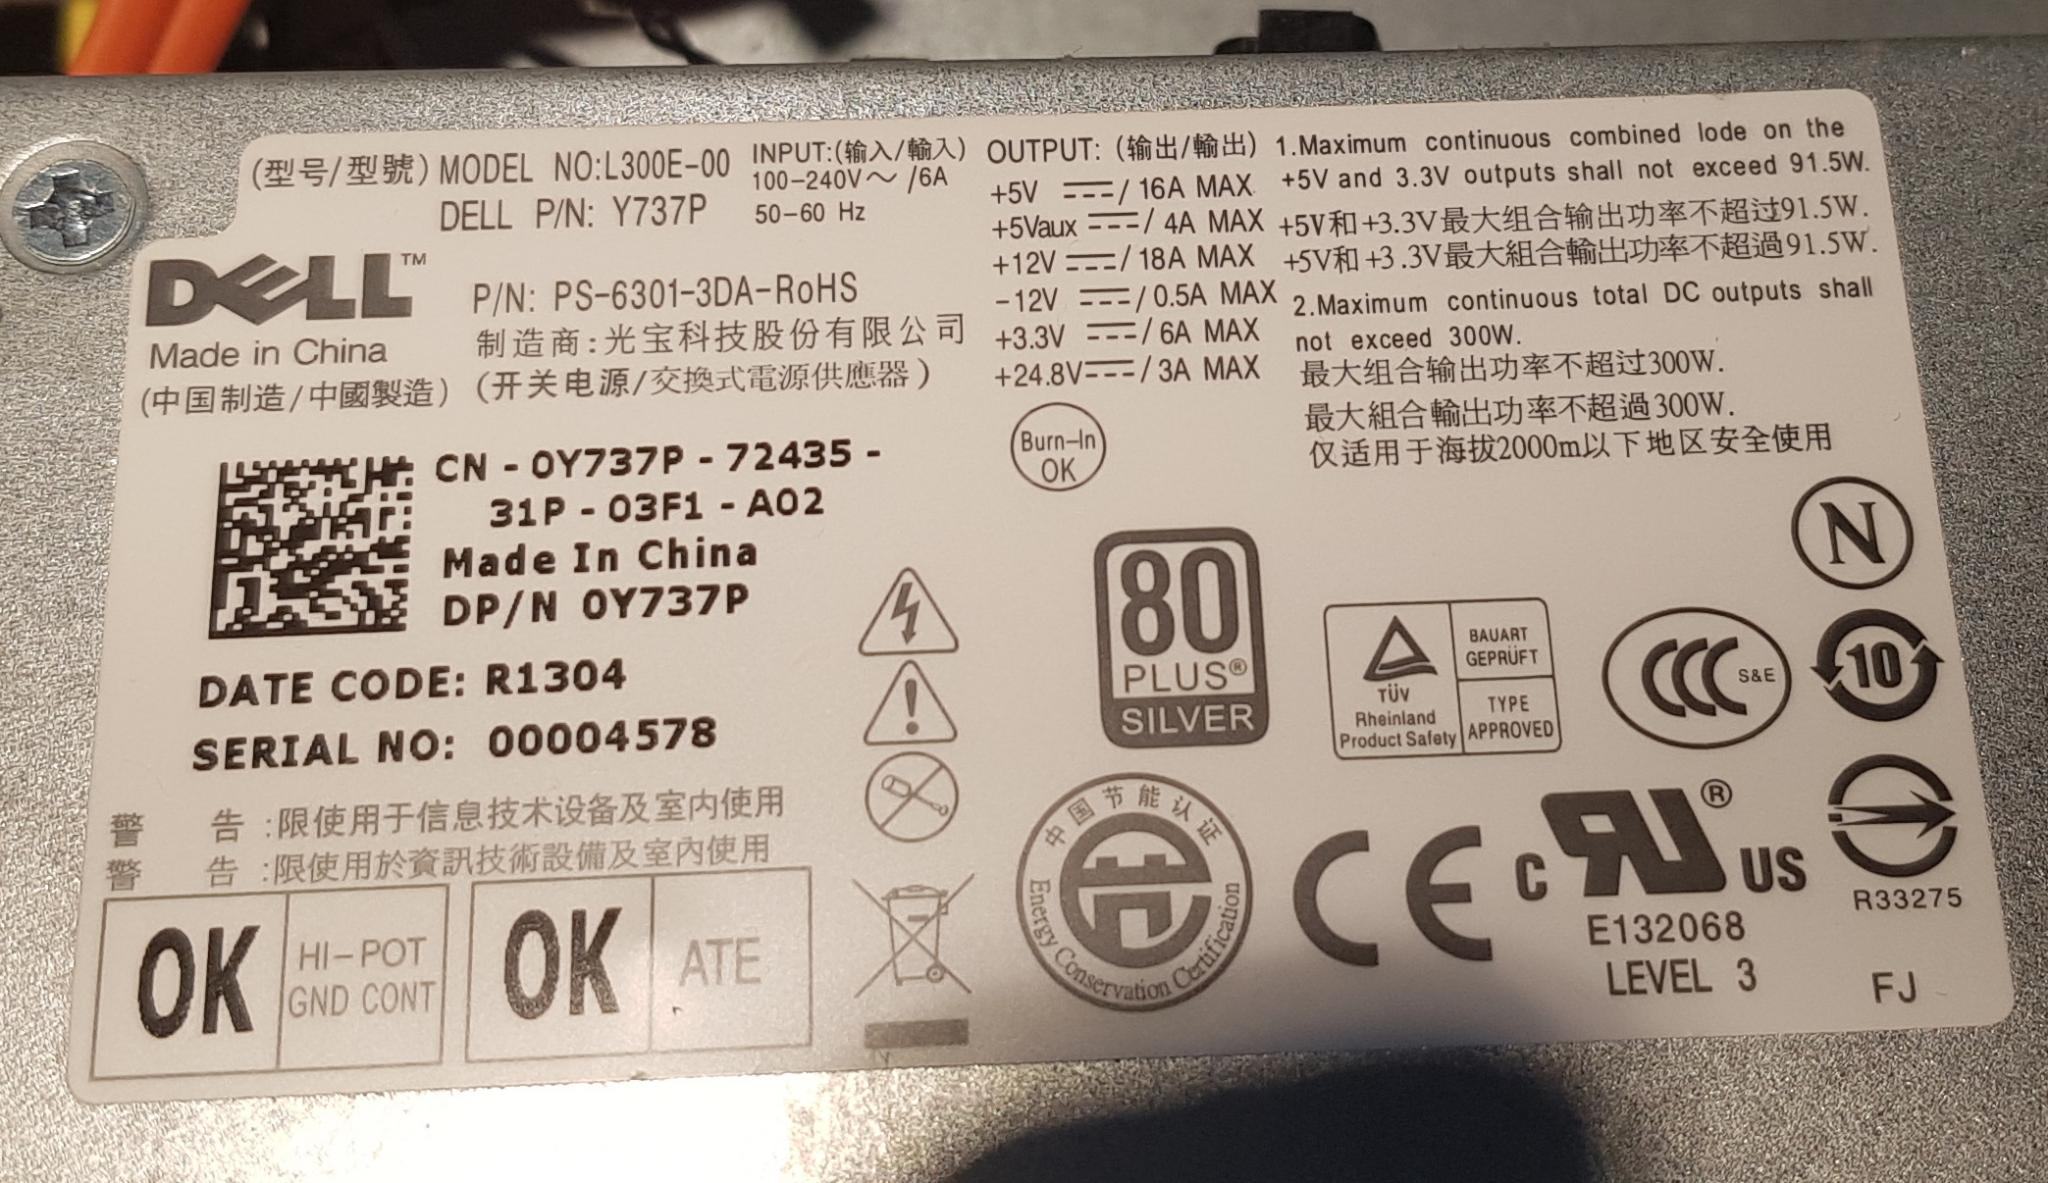 (型号/型號) MODEL NO:L300E-00
DELL P/N: Y737P
INPUT:(输入/輸入)
100-240V～ /6A
50-60 Hz
DELL™
Made in China
(中国制造/中國製造)
P/N: PS-6301-3DA-RoHS
制造商:光宝科技股份有限公司
(开关电源/交換式電源供應器)
OUTPUT: (输出/輸出)
+5V ⎓/ 16A MAX
+5Vaux ⎓/ 4A MAX
+12V ⎓/ 18A MAX
-12V ⎓/ 0.5A MAX
+3.3V ⎓/ 6A MAX
+24.8V⎓/ 3A MAX
1.Maximum continuous combined lode on the
+5V and 3.3V outputs shall not exceed 91.5W.
+5V和+3.3V最大组合输出功率不超过91.5W.
+5V和+3.3V最大組合輸出功率不超過91.5W.
2.Maximum continuous total DC outputs shall
not exceed 300W.
最大组合输出功率不超过300W.
最大組合輸出功率不超過300W.
仅适用于海拔2000m以下地区安全使用
CN - 0Y737P - 72435 -
31P - 03F1 - A02
Made In China
DP/N 0Y737P
DATE CODE: R1304
SERIAL NO: 00004578
警 告 :限使用于信息技术设备及室内使用
警 告 :限使用於資訊技術設備及室內使用
OK
HI-POT
GND CONT
OK
ATE
Burn-In
OK
80
PLUS®
SILVER
TÜV
Rheinland
Product Safety
BAUART
GEPRÜFT
TYPE
APPROVED
CCC S&E
N
10
中国节能认证
Energy Conservation Certification
CE
C RU® US
E132068
LEVEL 3
R33275
FJ